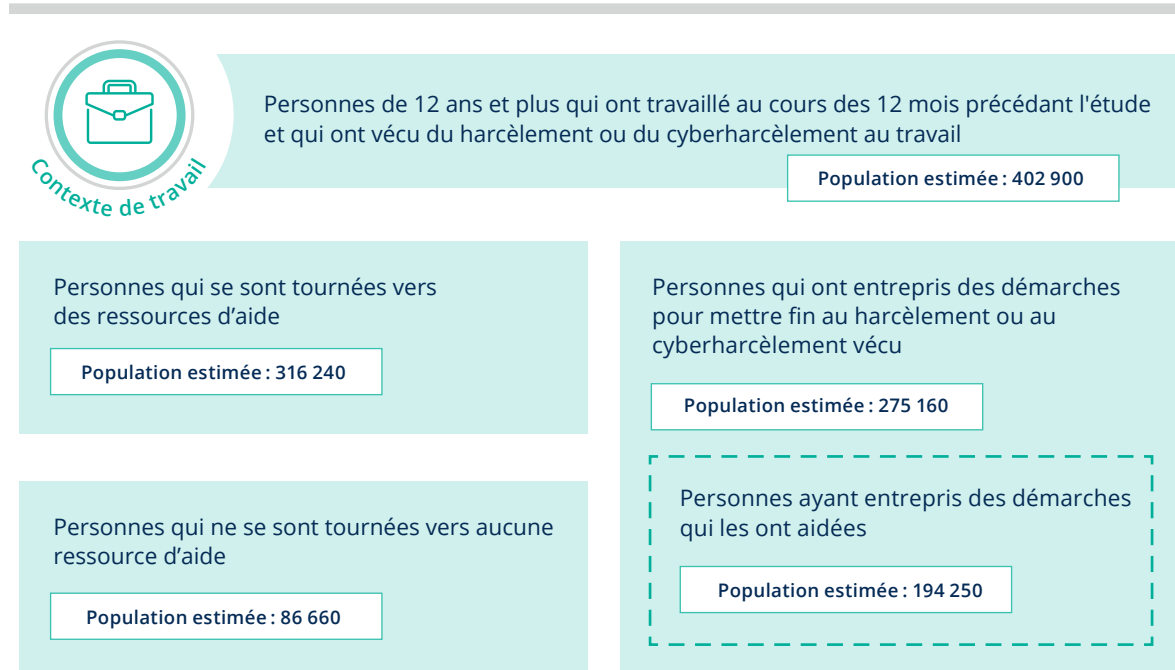 Contexte de travail
Personnes de 12 ans et plus qui ont travaillé au cours des 12 mois précédant l'étude
et qui ont vécu du harcèlement ou du cyberharcèlement au travail
Population estimée : 402 900
Personnes qui se sont tournées vers
des ressources d’aide
Population estimée : 316 240
Personnes qui ne se sont tournées vers aucune
ressource d’aide
Population estimée : 86 660
Personnes qui ont entrepris des démarches
pour mettre fin au harcèlement ou au
cyberharcèlement vécu
Population estimée : 275 160
Personnes ayant entrepris des démarches
qui les ont aidées
Population estimée : 194 250